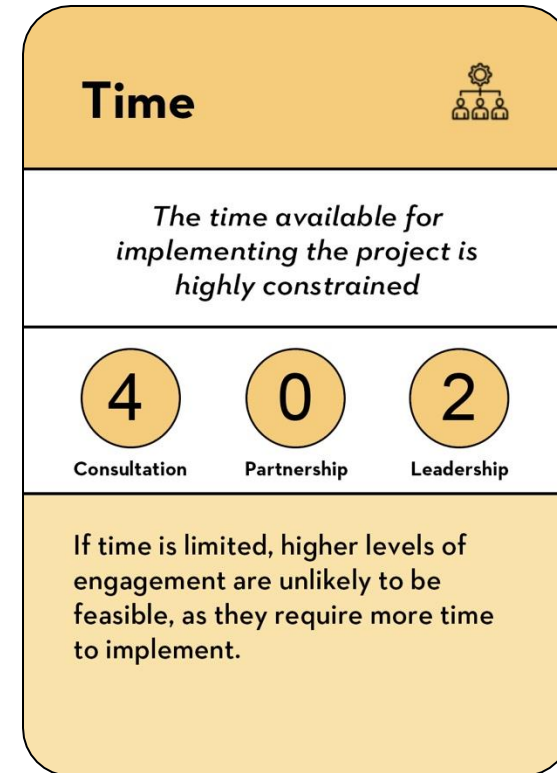 Time
The time available for
implementing the project is
highly constrained
4 0 2
Consultation Partnership Leadership
If time is limited, higher levels of
engagement are unlikely to be
feasible, as they require more time
to implement.